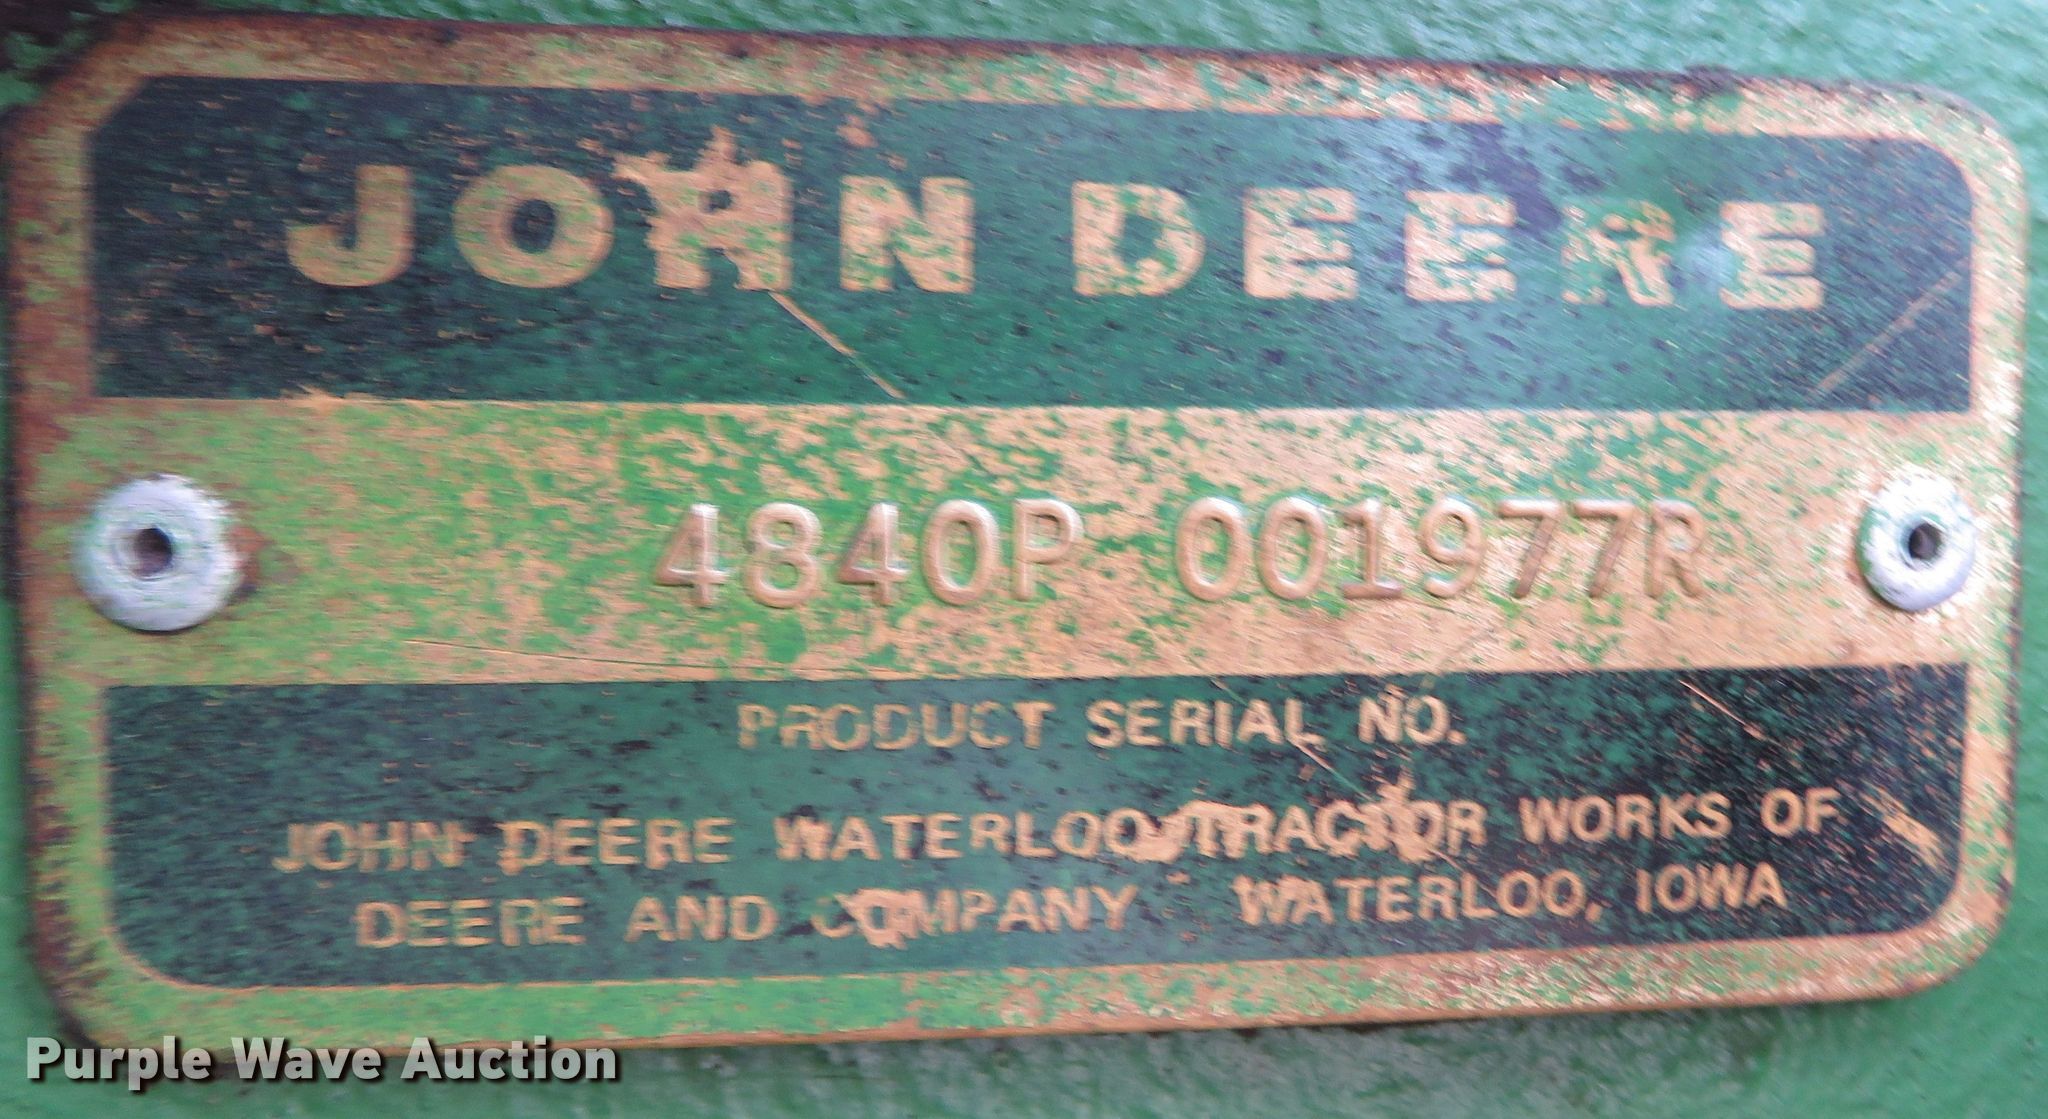 JOHN DEERE
4840P 001977R
PRODUCT SERIAL NO.
JOHN DEERE WATERLOO TRACTOR WORKS OF
DEERE AND COMPANY WATERLOO, IOWA
Purple Wave Auction